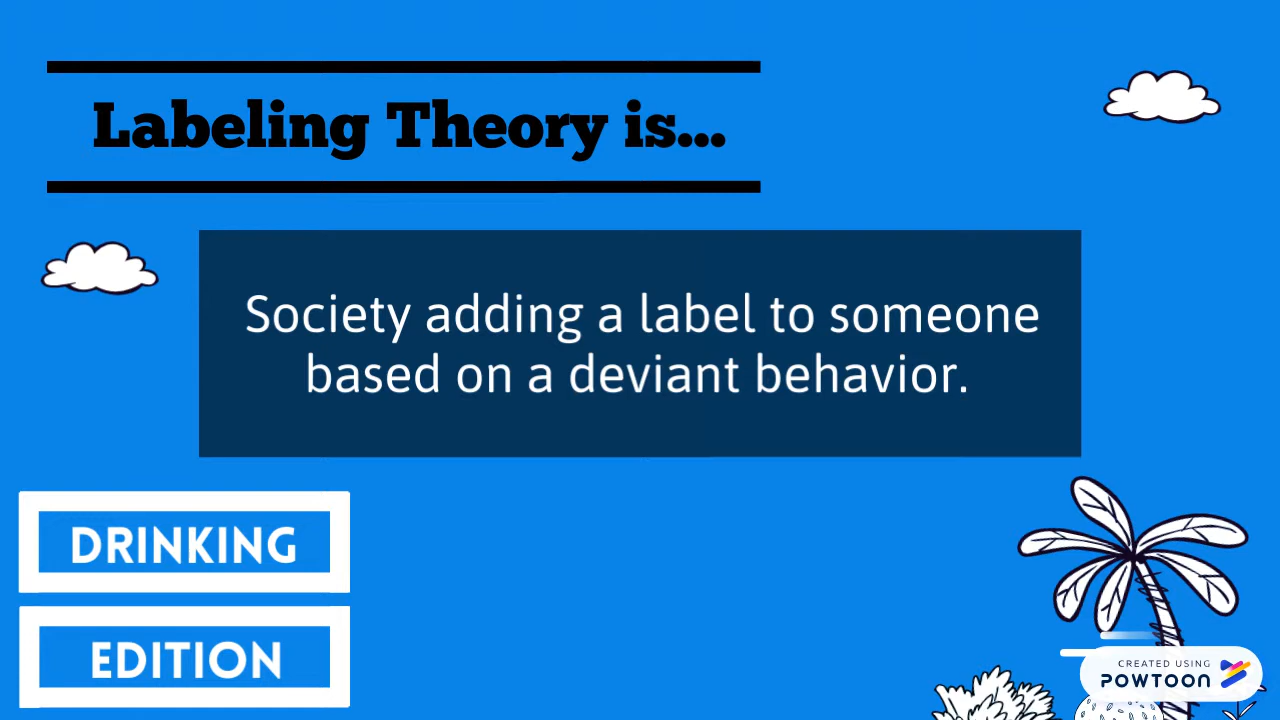 Labeling Theory is...
Society adding a label to someone
based on a deviant behavior.
DRINKING
EDITION
CREATED USING
POWTOON